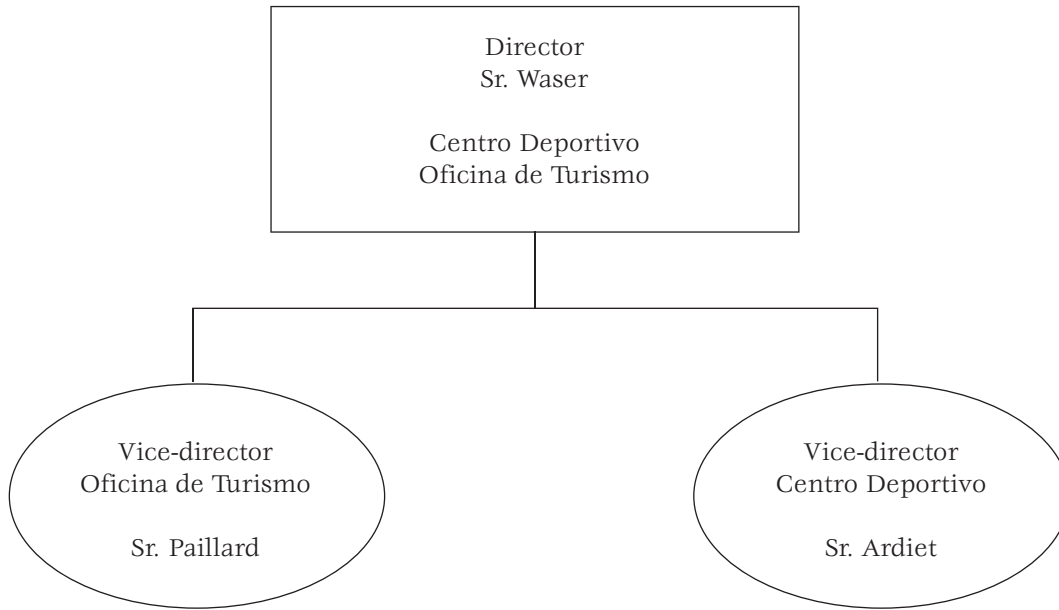 Director
Sr. Waser
Centro Deportivo
Oficina de Turismo
Vice-director
Oficina de Turismo
Sr. Paillard
Vice-director
Centro Deportivo
Sr. Ardiet